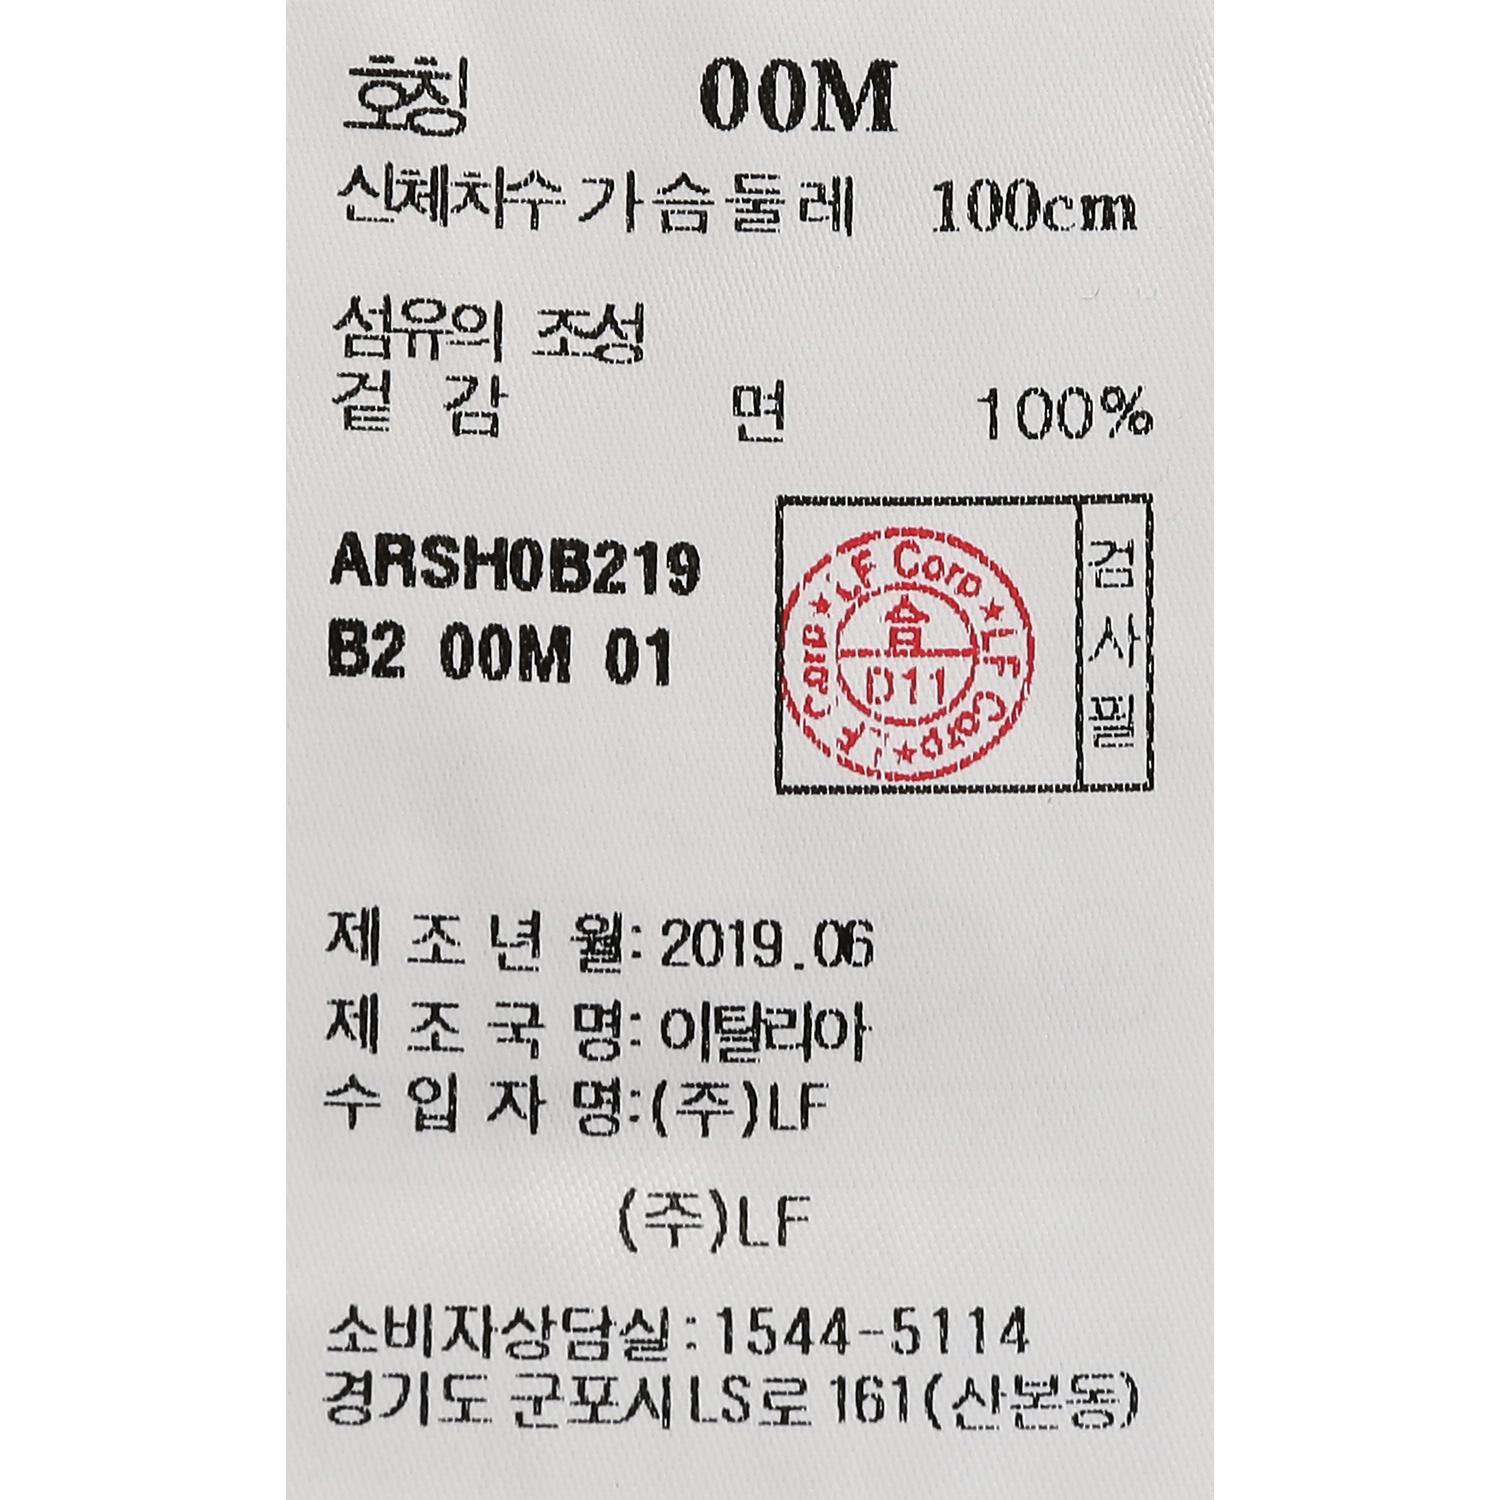 호칭 00M
신체치수 가슴둘레 100cm
섬유의 조성
겉 감 면 100%
ARSH0B219
B2 00M 01
LF Corp ★ LF Corp ★ LF Corp ★
合
D11
검사필
제 조 년 월: 2019.06
제 조 국 명: 이탈리아
수 입 자 명:(주)LF
(주)LF
소비자상담실:1544-5114
경기도 군포시 LS로 161(산본동)